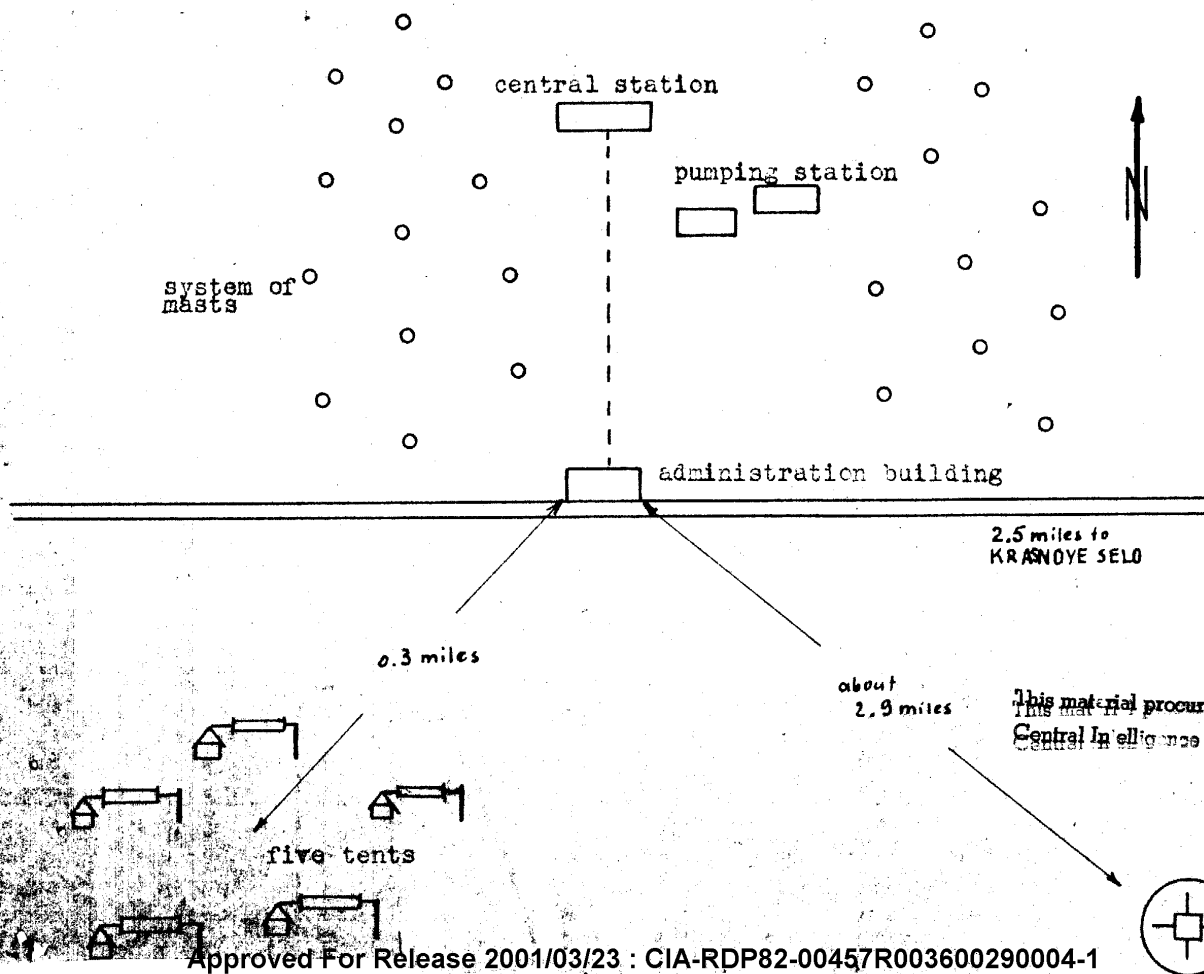 central station
pumping station
N
system of
masts
administration building
2.5 miles to
KRASNOYE SELO
0.3 miles
about
2.9 miles
This material procur
Central In elligence
five tents
Approved For Release 2001/03/23 : CIA-RDP82-00457R003600290004-1